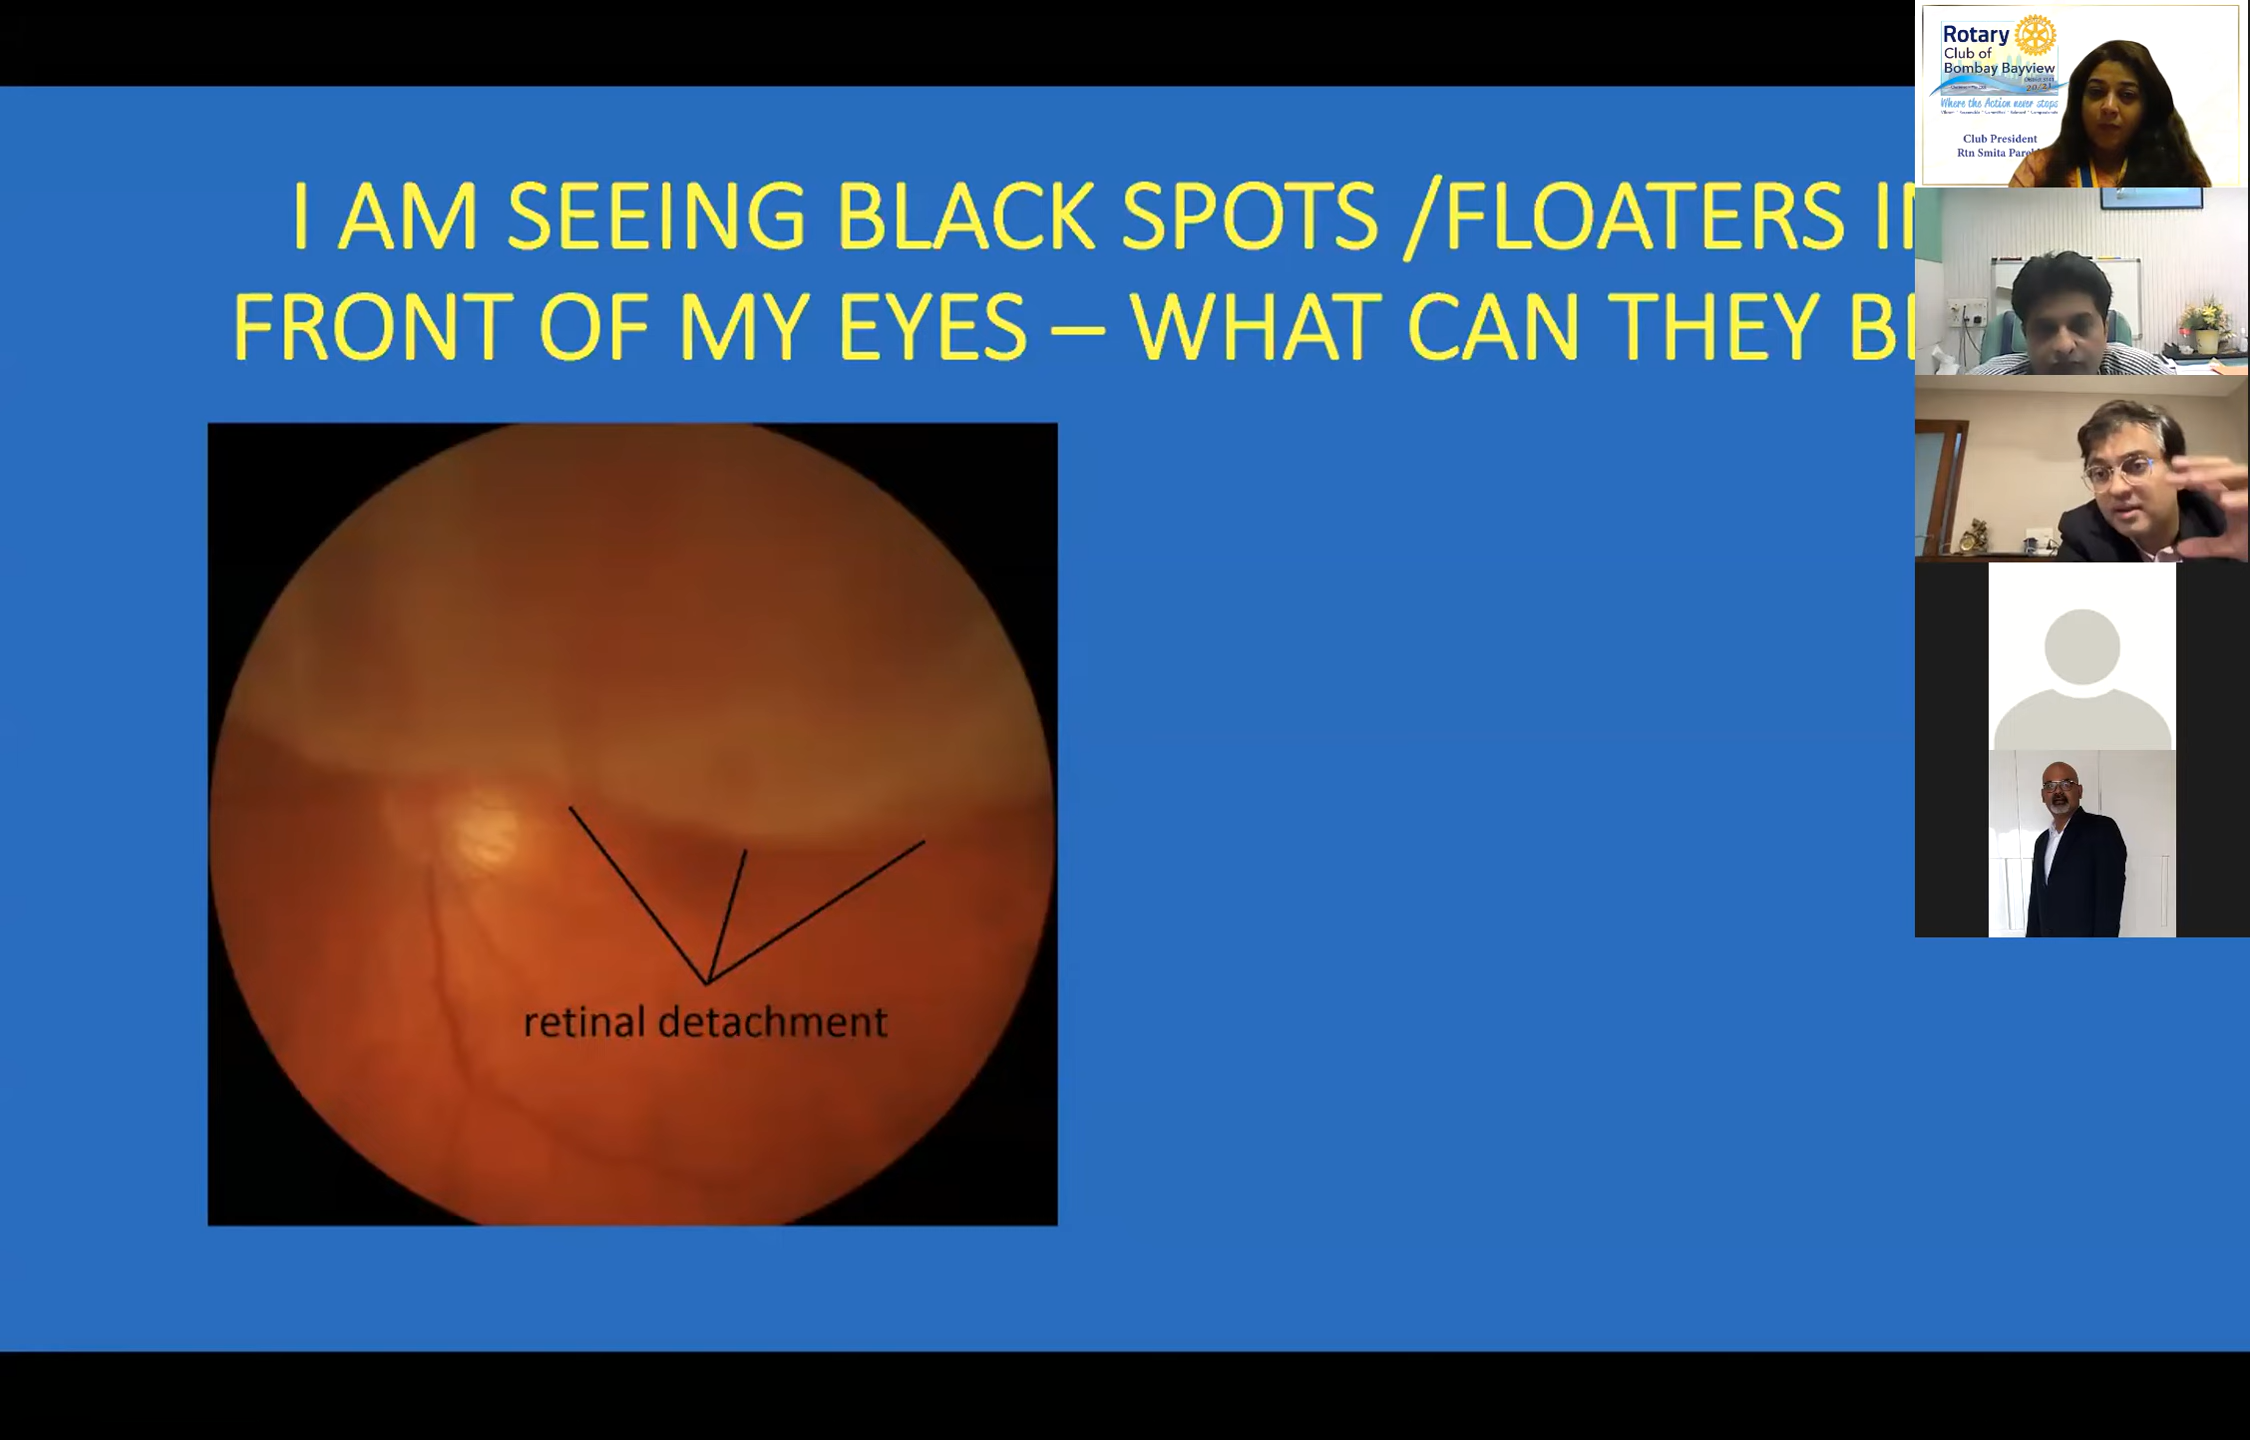 I AM SEEING BLACK SPOTS /FLOATERS
FRONT OF MY EYES – WHAT CAN THEY
retinal detachment
Rotary
Club of
Bombay Bayview
Where the Action never stops
Club President
Rtn Smita